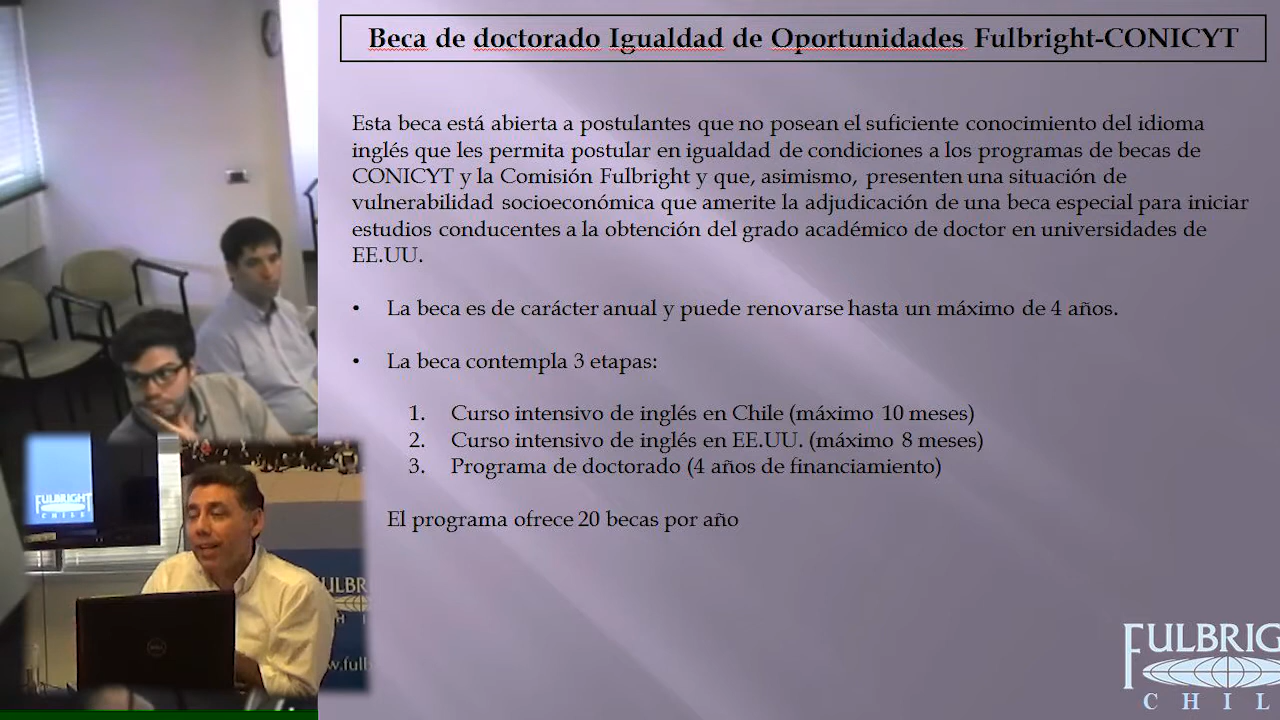 Beca de doctorado Igualdad de Oportunidades Fulbright-CONICYT
Esta beca está abierta a postulantes que no posean el suficiente conocimiento del idioma
inglés que les permita postular en igualdad de condiciones a los programas de becas de
CONICYT y la Comisión Fulbright y que, asimismo, presenten una situación de
vulnerabilidad socioeconómica que amerite la adjudicación de una beca especial para iniciar
estudios conducentes a la obtención del grado académico de doctor en universidades de
EE.UU.
• La beca es de carácter anual y puede renovarse hasta un máximo de 4 años.
• La beca contempla 3 etapas:
1. Curso intensivo de inglés en Chile (máximo 10 meses)
2. Curso intensivo de inglés en EE.UU. (máximo 8 meses)
3. Programa de doctorado (4 años de financiamiento)
El programa ofrece 20 becas por año
FULBRIG
CHIL
FULBRIGHT
CHILE
ULBR
H I
w.fulb
DELL